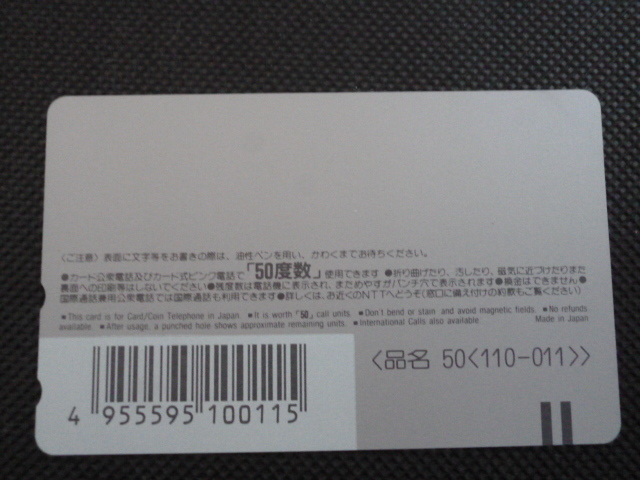 〈ご注意〉表面に文字等をお書きの際は、油性ペンを用い、かわくまでお待ちください。
●カード公衆電話及びカード式ピンク電話で「50度数」使用できます ●折り曲げたり、汚したり、磁気に近づけたりまた
裏面への印刷等はしないでください ●残度数は電話機に表示され、まためやすがパンチ穴で表示されます ●換金はできません ●
国際通話兼用公衆電話では国際通話も利用できます ●詳しくは、お近くのNTTへどうぞ(窓口に備え付けの約款もご覧ください)
■This card is for Card/Coin Telephone in Japan. ■It is worth「50」call units. ■Don't bend or stain and avoid magnetic fields. ■No refunds
available. ■After usage, a punched hole shows approximate remaining units. ■International Calls also available. Made in Japan
〈品名 50〈110-011〉〉
4 955595 100115